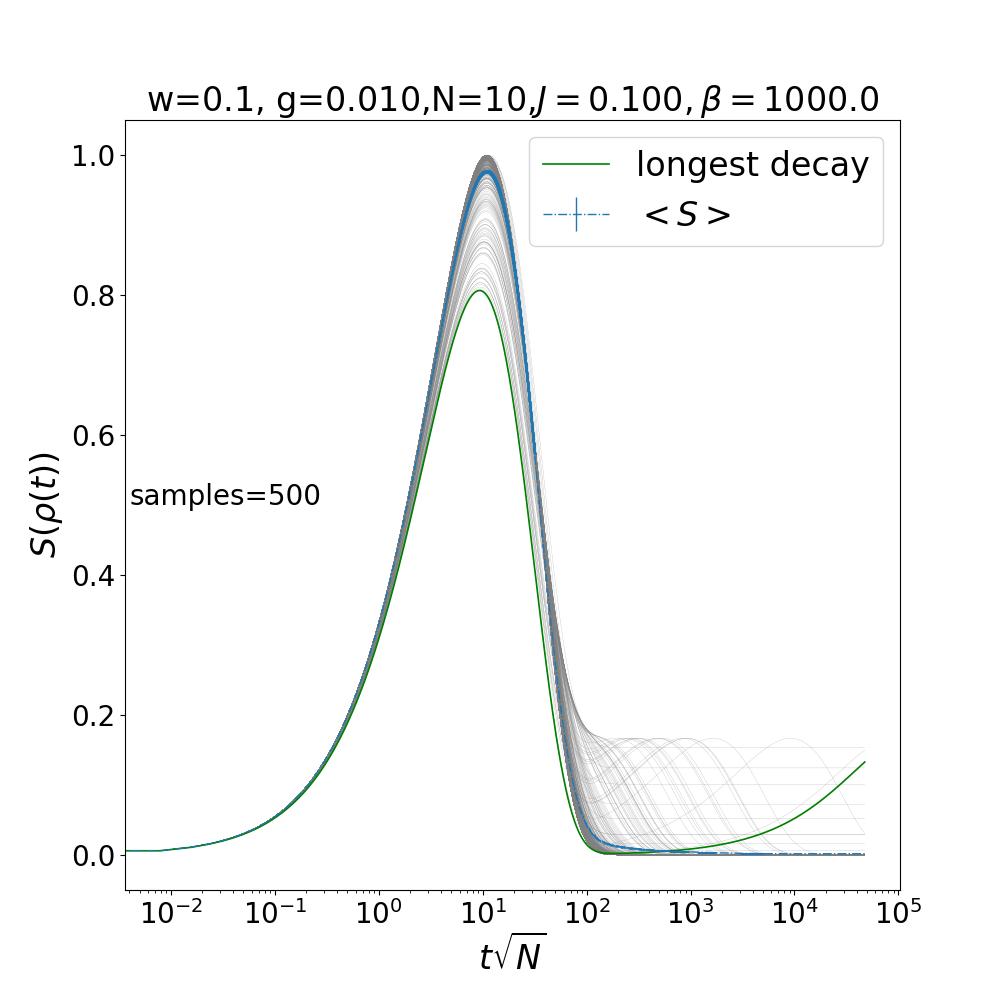 w=0.1, g=0.010,N=10,J = 0.100, β = 1000.0
longest decay
< S >
1.0
0.8
0.6
0.4
0.2
0.0
S(ρ(t))
samples=500
10⁻² 10⁻¹ 10⁰ 10¹ 10² 10³ 10⁴ 10⁵
t√N